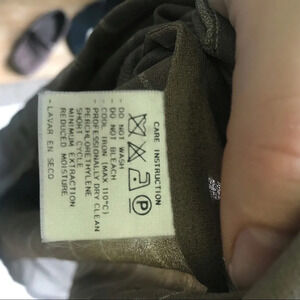 CARE INSTRUCTION
P
- DO NOT WASH
- DO NOT BLEACH
- COOL IRON (MAX 110°C)
- PROFESSIONALLY DRY CLEAN
PERCHLORETHYLENE,
SHORT CYCLE
MINIMUM EXTRACTION
REDUCED MOISTURE.
- LAVAR EN SECO